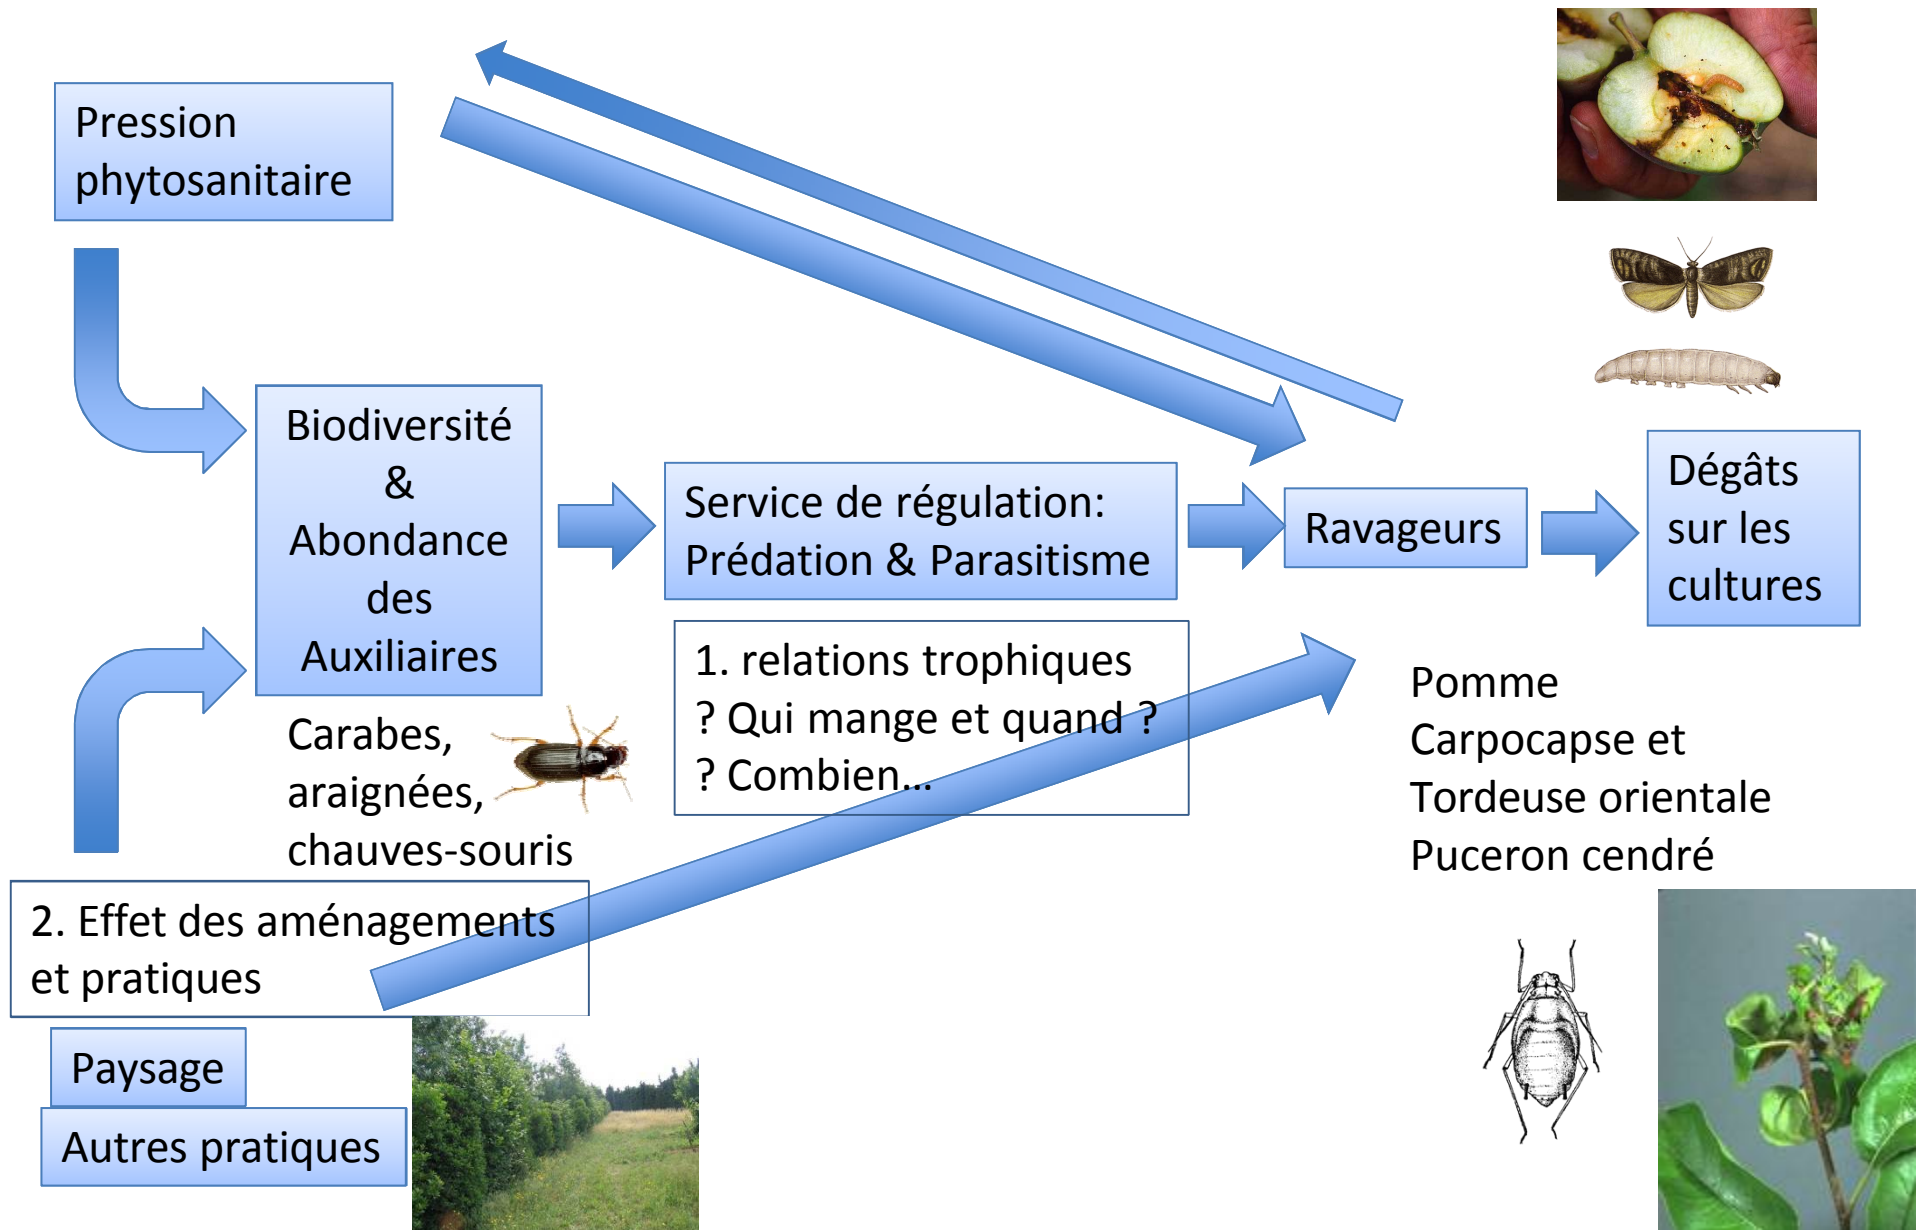 Pression
phytosanitaire
Biodiversité
&
Abondance
des
Auxiliaires
Service de régulation:
Prédation & Parasitisme
Ravageurs
Dégâts
sur les
cultures
1. relations trophiques
? Qui mange et quand ?
? Combien...
Carabes,
araignées,
chauves-souris
Pomme
Carpocapse et
Tordeuse orientale
Puceron cendré
2. Effet des aménagements
et pratiques
Paysage
Autres pratiques